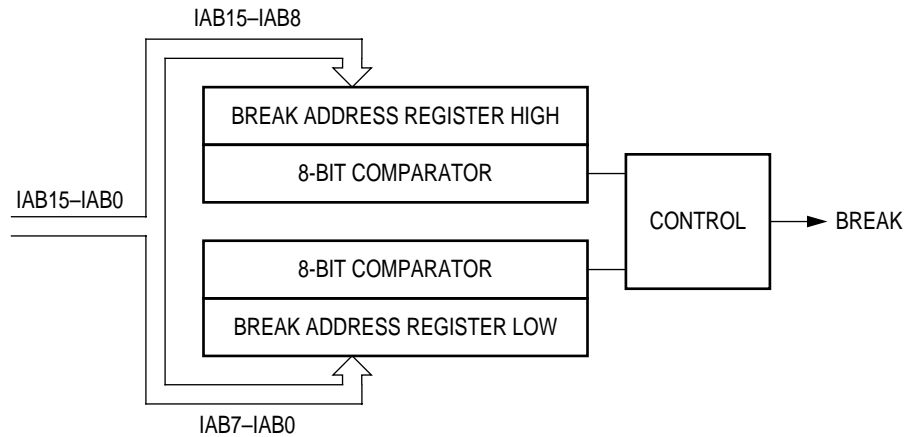 IAB15–IAB8
BREAK ADDRESS REGISTER HIGH
8-BIT COMPARATOR
IAB15–IAB0
CONTROL
BREAK
8-BIT COMPARATOR
BREAK ADDRESS REGISTER LOW
IAB7–IAB0